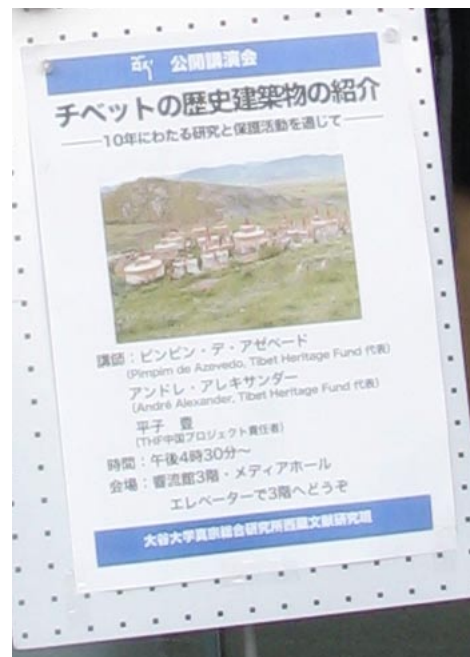 བོད་ 公開講演会
チベットの歴史建築物の紹介
——10年にわたる研究と保護活動を通じて——
講師：ピンピン・デ・アゼベード
(Pimpim de Azevedo, Tibet Heritage Fund 代表)
アンドレ・アレキサンダー
(André Alexander, Tibet Heritage Fund 代表)
平子　豊
(THF中国プロジェクト責任者)
時間：午後4時30分～
会場：響流館3階・メディアホール
エレベーターで3階へどうぞ
大谷大学真宗総合研究所西蔵文献研究班